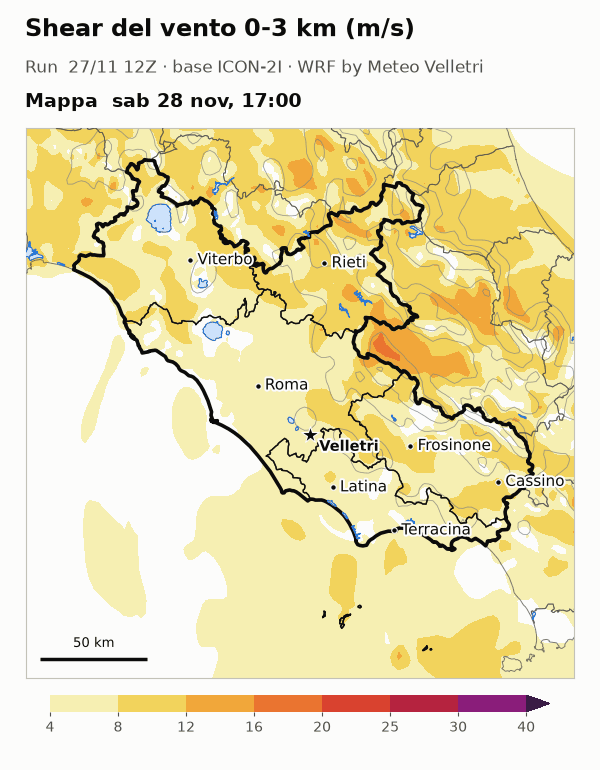 Shear del vento 0-3 km (m/s)
Run  27/11 12Z · base ICON-2I · WRF by Meteo Velletri
Mappa  sab 28 nov, 17:00
Viterbo
Rieti
Roma
Velletri
Frosinone
Latina
Cassino
Terracina
50 km
4 8 12 16 20 25 30 40